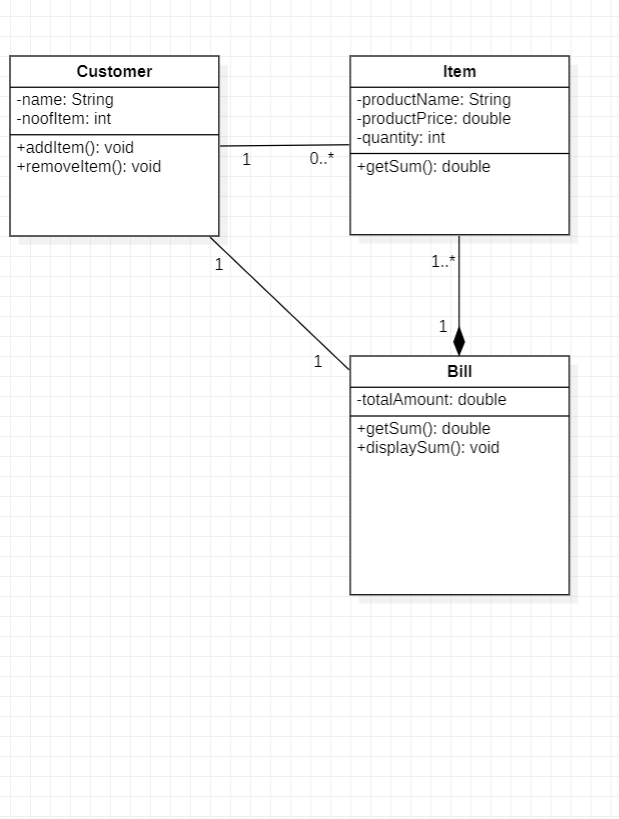 Customer
-name: String
-noofItem: int
+addItem(): void
+removeItem(): void
1
0..*
Item
-productName: String
-productPrice: double
-quantity: int
+getSum(): double
1
1
1..*
1
Bill
-totalAmount: double
+getSum(): double
+displaySum(): void